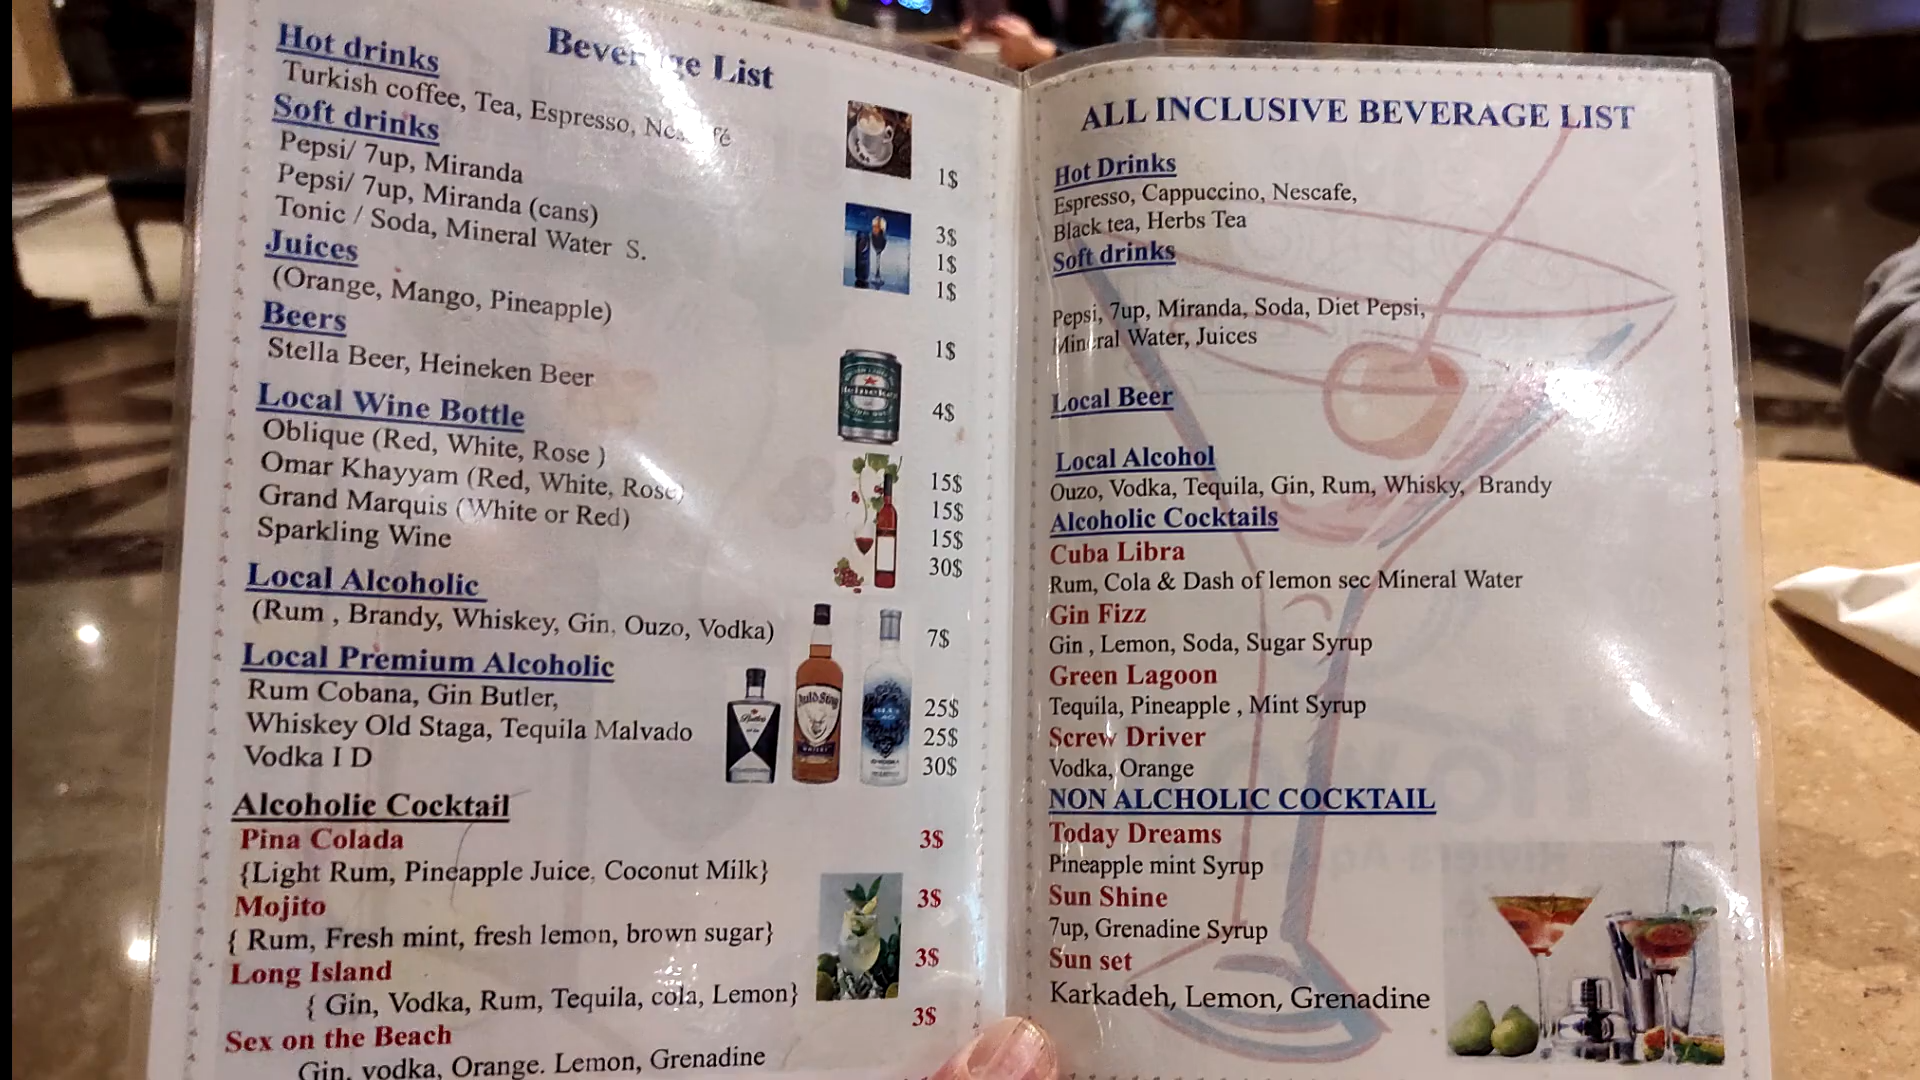 Beverage List
Hot drinks
Turkish coffee, Tea, Espresso, Nescafé
1$
Soft drinks
Pepsi/ 7up, Miranda
3$
Pepsi/ 7up, Miranda (cans)
1$
Tonic / Soda, Mineral Water S.
1$
Juices
(Orange, Mango, Pineapple)
1$
Beers
Stella Beer, Heineken Beer
4$
Local Wine Bottle
Oblique (Red, White, Rose )
15$
Omar Khayyam (Red, White, Rose)
15$
Grand Marquis (White or Red)
15$
Sparkling Wine
30$
Local Alcoholic
(Rum , Brandy, Whiskey, Gin, Ouzo, Vodka)
7$
Local Premium Alcoholic
Rum Cobana, Gin Butler,
25$
Whiskey Old Staga, Tequila Malvado
25$
Vodka I D
30$
Alcoholic Cocktail
Pina Colada
3$
{Light Rum, Pineapple Juice, Coconut Milk}
Mojito
3$
{ Rum, Fresh mint, fresh lemon, brown sugar}
Long Island
3$
{ Gin, Vodka, Rum, Tequila, cola, Lemon}
Sex on the Beach
3$
Gin, vodka, Orange. Lemon, Grenadine
Heineken
ALL INCLUSIVE BEVERAGE LIST
Hot Drinks
Espresso, Cappuccino, Nescafe,
Black tea, Herbs Tea
Soft drinks
Pepsi, 7up, Miranda, Soda, Diet Pepsi,
Mineral Water, Juices
Local Beer
Local Alcohol
Ouzo, Vodka, Tequila, Gin, Rum, Whisky, Brandy
Alcoholic Cocktails
Cuba Libra
Rum, Cola & Dash of lemon sec Mineral Water
Gin Fizz
Gin , Lemon, Soda, Sugar Syrup
Green Lagoon
Tequila, Pineapple , Mint Syrup
Screw Driver
Vodka, Orange
NON ALCHOLIC COCKTAIL
Today Dreams
Pineapple mint Syrup
Sun Shine
7up, Grenadine Syrup
Sun set
Karkadeh, Lemon, Grenadine